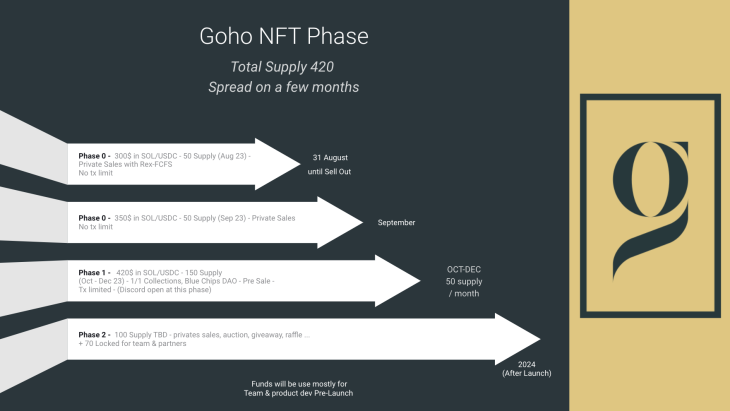 Goho NFT Phase
Total Supply 420
Spread on a few months
Phase 0 - 300$ in SOL/USDC - 50 Supply (Aug 23) -
Private Sales with Rex-FCFS
No tx limit
31 August
until Sell Out
Phase 0 - 350$ in SOL/USDC - 50 Supply (Sep 23) - Private Sales
No tx limit
September
Phase 1 - 420$ in SOL/USDC - 150 Supply
(Oct - Dec 23) - 1/1 Collections, Blue Chips DAO - Pre Sale -
Tx limited - (Discord open at this phase)
OCT-DEC
50 supply
/ month
Phase 2 - 100 Supply TBD - privates sales, auction, giveaway, raffle ...
+ 70 Locked for team & partners
2024
(After Launch)
Funds will be use mostly for
Team & product dev Pre-Launch
g